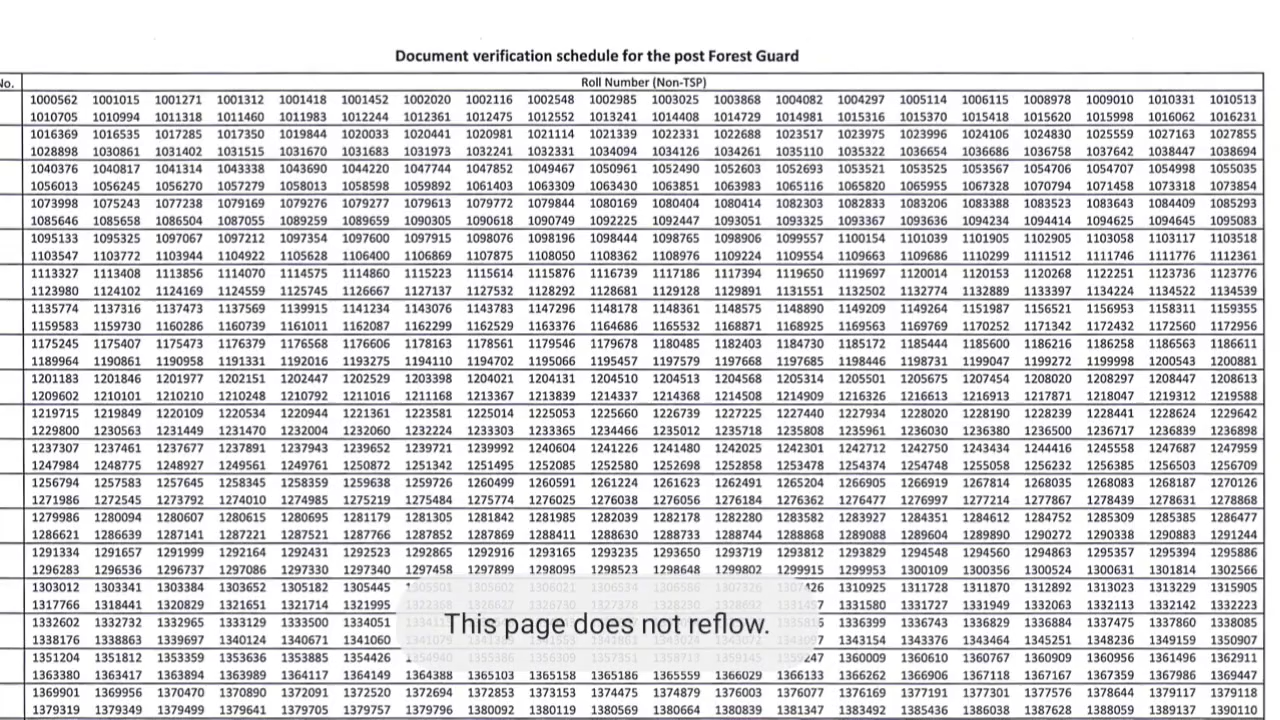 Document verification schedule for the post Forest Guard
No. Roll Number (Non-TSP)
1000562 1001015 1001271 1001312 1001418 1001452 1002020 1002116 1002548 1002985 1003025 1003868 1004082 1004297 1005114 1006115 1008978 1009010 1010331 1010513
1010705 1010994 1011318 1011460 1011983 1012244 1012361 1012475 1012552 1013241 1014408 1014729 1014981 1015316 1015370 1015418 1015620 1015998 1016062 1016231
1016369 1016535 1017285 1017350 1019844 1020033 1020441 1020981 1021114 1021339 1022331 1022688 1023517 1023975 1023996 1024106 1024830 1025559 1027163 1027855
1028898 1030861 1031402 1031515 1031670 1031683 1031973 1032241 1032331 1034094 1034126 1034261 1035110 1035322 1036654 1036686 1036758 1037642 1038447 1038694
1040376 1040817 1041314 1043338 1043690 1044220 1047744 1047852 1049467 1050961 1052490 1052603 1052693 1053521 1053525 1053567 1054706 1054707 1054998 1055035
1056013 1056245 1056270 1057279 1058013 1058598 1059892 1061403 1063309 1063430 1063851 1063983 1065116 1065820 1065955 1067328 1070794 1071458 1073318 1073854
1073998 1075243 1077238 1079169 1079276 1079277 1079613 1079772 1079844 1080169 1080404 1080414 1082303 1082833 1083206 1083388 1083523 1083643 1084409 1085293
1085646 1085658 1086504 1087055 1089259 1089659 1090305 1090618 1090749 1092225 1092447 1093051 1093325 1093367 1093636 1094234 1094414 1094625 1094645 1095083
1095133 1095325 1097067 1097212 1097354 1097600 1097915 1098076 1098196 1098444 1098765 1098906 1099557 1100154 1101039 1101905 1102905 1103058 1103117 1103518
1103547 1103772 1103944 1104922 1105628 1106400 1106869 1107875 1108050 1108362 1108976 1109224 1109554 1109663 1109686 1110299 1111512 1111746 1111776 1112361
1113327 1113408 1113856 1114070 1114575 1114860 1115223 1115614 1115876 1116739 1117186 1117394 1119650 1119697 1120014 1120153 1120268 1122251 1123736 1123776
1123980 1124102 1124169 1124559 1125745 1126667 1127137 1127532 1128292 1128681 1129128 1129891 1131551 1132502 1132774 1132889 1133397 1134224 1134522 1134539
1135774 1137316 1137473 1137569 1139915 1141234 1143076 1143783 1147296 1148178 1148361 1148575 1148890 1149209 1149264 1151987 1156521 1156953 1158311 1159355
1159583 1159730 1160286 1160739 1161011 1162087 1162299 1162529 1163376 1164686 1165532 1168871 1168925 1169563 1169769 1170252 1171342 1172432 1172560 1172956
1175245 1175407 1175473 1176379 1176568 1176606 1178163 1178561 1179546 1179678 1180485 1182403 1184730 1185172 1185444 1185600 1186216 1186258 1186563 1186611
1189964 1190861 1190958 1191331 1192016 1193275 1194110 1194702 1195066 1195457 1197579 1197668 1197685 1198446 1198731 1199047 1199272 1199998 1200543 1200881
1201183 1201846 1201977 1202151 1202447 1202529 1203398 1204021 1204131 1204510 1204513 1204568 1205314 1205501 1205675 1207454 1208020 1208297 1208447 1208613
1209602 1210101 1210210 1210248 1210792 1211016 1211168 1213367 1213839 1214337 1214368 1214508 1214909 1216326 1216613 1216913 1217871 1218047 1219312 1219588
1219715 1219849 1220109 1220534 1220944 1221361 1223581 1225014 1225053 1225660 1226739 1227225 1227440 1227934 1228020 1228190 1228239 1228441 1228624 1229642
1229800 1230563 1231449 1231470 1232004 1232060 1232224 1233303 1233365 1234466 1235012 1235718 1235808 1235961 1236030 1236380 1236500 1236717 1236839 1236898
1237307 1237461 1237677 1237891 1237943 1239652 1239721 1239992 1240604 1241226 1241480 1242025 1242301 1242712 1242750 1243434 1244416 1245558 1247687 1247959
1247984 1248775 1248927 1249561 1249761 1250872 1251342 1251495 1252085 1252580 1252698 1252858 1253478 1254374 1254748 1255058 1256232 1256385 1256503 1256709
1256794 1257583 1257645 1258345 1258359 1259638 1259726 1260499 1260591 1261224 1261623 1262491 1265204 1266905 1266919 1267814 1268035 1268083 1268187 1270126
1271986 1272545 1273792 1274010 1274985 1275219 1275484 1275774 1276025 1276038 1276056 1276184 1276362 1276477 1276997 1277214 1277867 1278439 1278631 1278868
1279986 1280094 1280607 1280615 1280695 1281179 1281305 1281842 1281985 1282039 1282178 1282280 1283582 1283927 1284351 1284612 1284752 1285309 1285385 1286477
1286621 1286639 1287141 1287221 1287521 1287766 1287852 1287869 1288411 1288630 1288733 1288744 1288868 1289088 1289604 1289890 1290272 1290338 1290883 1291244
1291334 1291657 1291999 1292164 1292431 1292523 1292865 1292916 1293165 1293235 1293650 1293719 1293812 1293829 1294548 1294560 1294863 1295357 1295394 1295886
1296283 1296536 1296737 1297086 1297330 1297340 1297458 1297899 1298095 1298523 1298648 1299802 1299915 1299953 1300109 1300356 1300524 1300631 1301814 1302566
1303012 1303341 1303384 1303652 1305182 1305445 1310925 1311728 1311870 1312892 1313023 1313229 1315905
1317766 1318441 1320829 1321651 1321714 1321995 1331580 1331727 1331949 1332063 1332113 1332142 1332223
1332602 1332732 1332965 1333129 1333500 1334051 1336399 1336743 1336829 1336884 1337475 1337860 1338085
This page does not reflow.
1338176 1338863 1339697 1340124 1340671 1341060 1343154 1343376 1343464 1345251 1348236 1349159 1350907
1351204 1351812 1353359 1353636 1353885 1354426 1360009 1360610 1360767 1360909 1360956 1361496 1362911
1363380 1363417 1363894 1363989 1364117 1364149 1364388 1365103 1365158 1365186 1365559 1366029 1366133 1366262 1366906 1367118 1367167 1367359 1367986 1369447
1369901 1369956 1370470 1370890 1372091 1372520 1372694 1372853 1373153 1374475 1374879 1376003 1376077 1376169 1377191 1377301 1377576 1378644 1379117 1379118
1379319 1379349 1379499 1379641 1379705 1379757 1379796 1380092 1380119 1380569 1380664 1380839 1381347 1383492 1385436 1386038 1387628 1388059 1389137 1390110